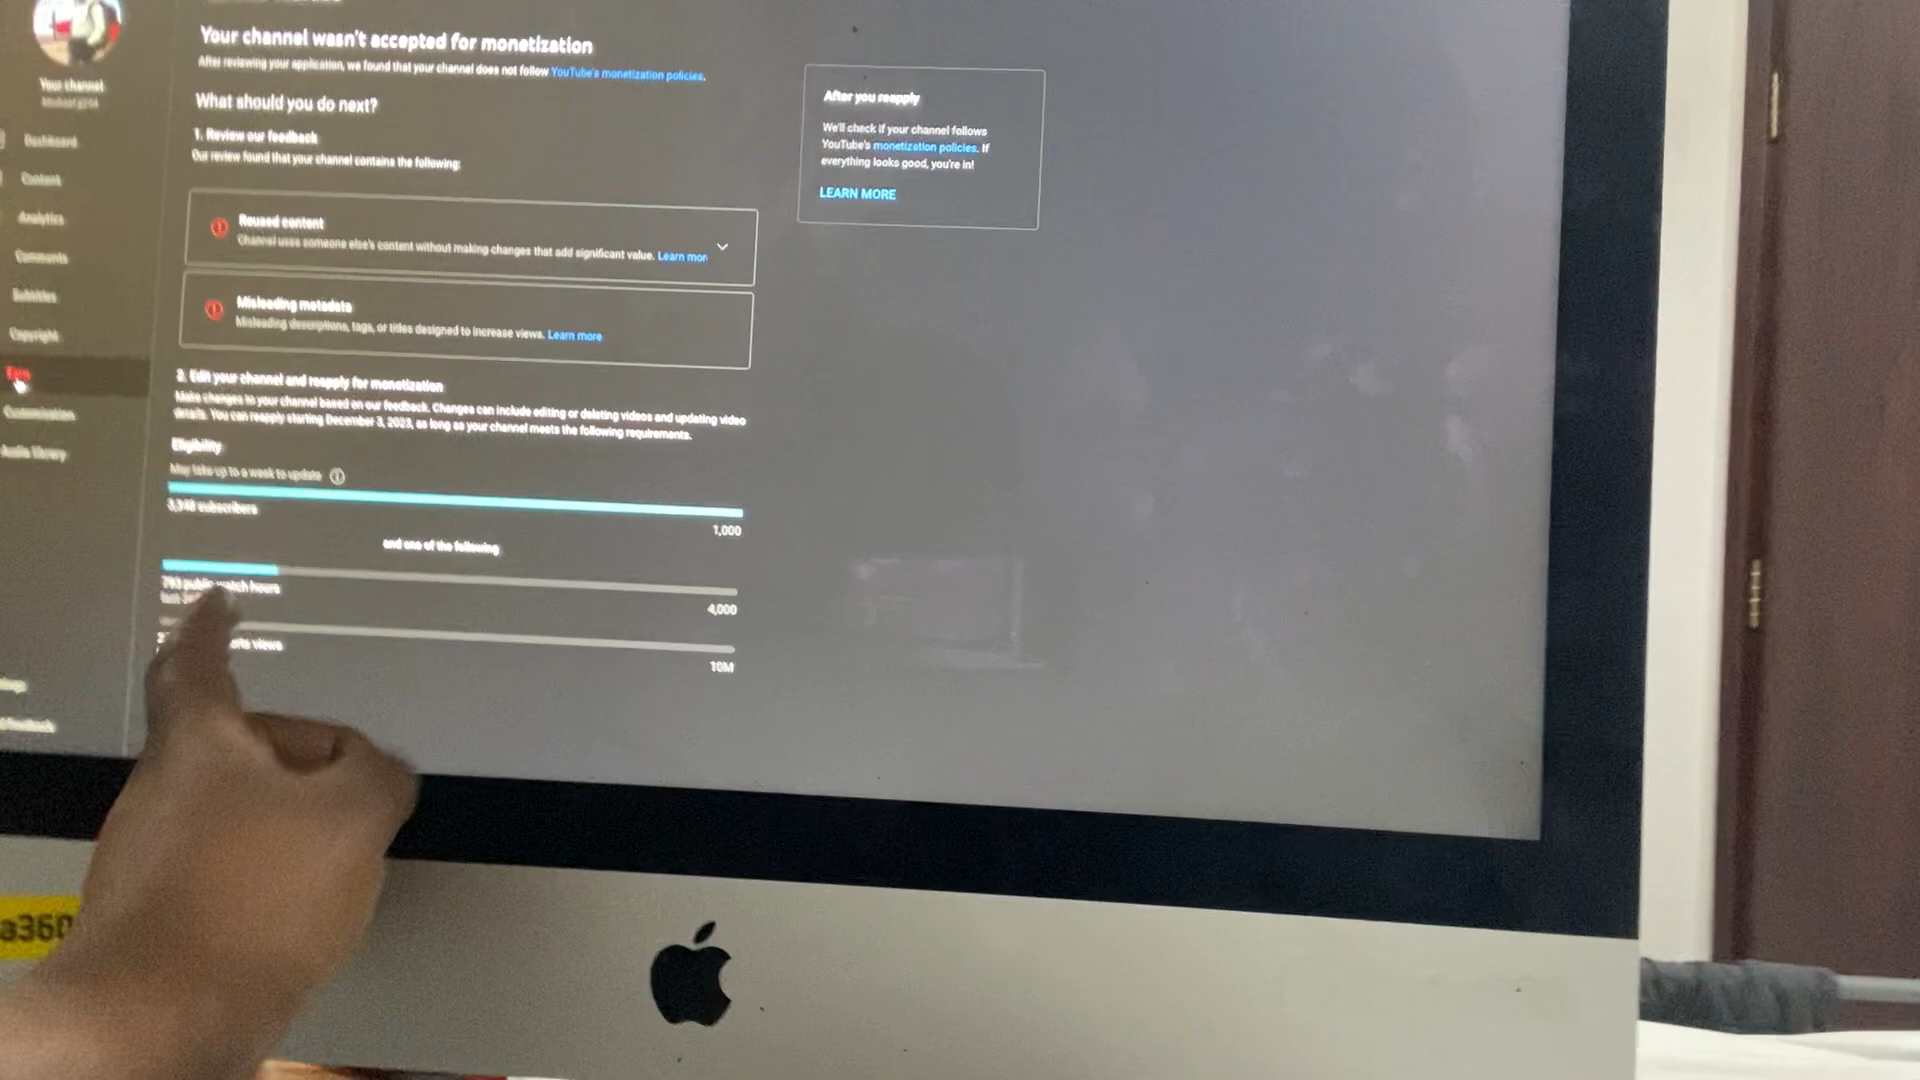 Your channel wasn't accepted for monetization
After reviewing your application, we found that your channel does not follow YouTube's monetization policies.
What should you do next?
1. Review our feedback
Our review found that your channel contains the following:
Reused content
Channel uses someone else's content without making changes that add significant value. Learn mor
Misleading metadata
Misleading descriptions, tags, or titles designed to increase views. Learn more
2. Edit your channel and reapply for monetization
Make changes to your channel based on our feedback. Changes can include editing or deleting videos and updating video
details. You can reapply starting December 3, 2023, as long as your channel meets the following requirements.
Eligibility
May take up to a week to update
3,348 subscribers
1,000
and one of the following
793 public watch hours
last
4,000
views
10M
After you reapply
We'll check if your channel follows
YouTube's monetization policies. If
everything looks good, you're in!
LEARN MORE
Your channel
Dashboard
Content
Analytics
Comments
Subtitles
Copyright
Earn
Customization
Audio library
feedback
a360